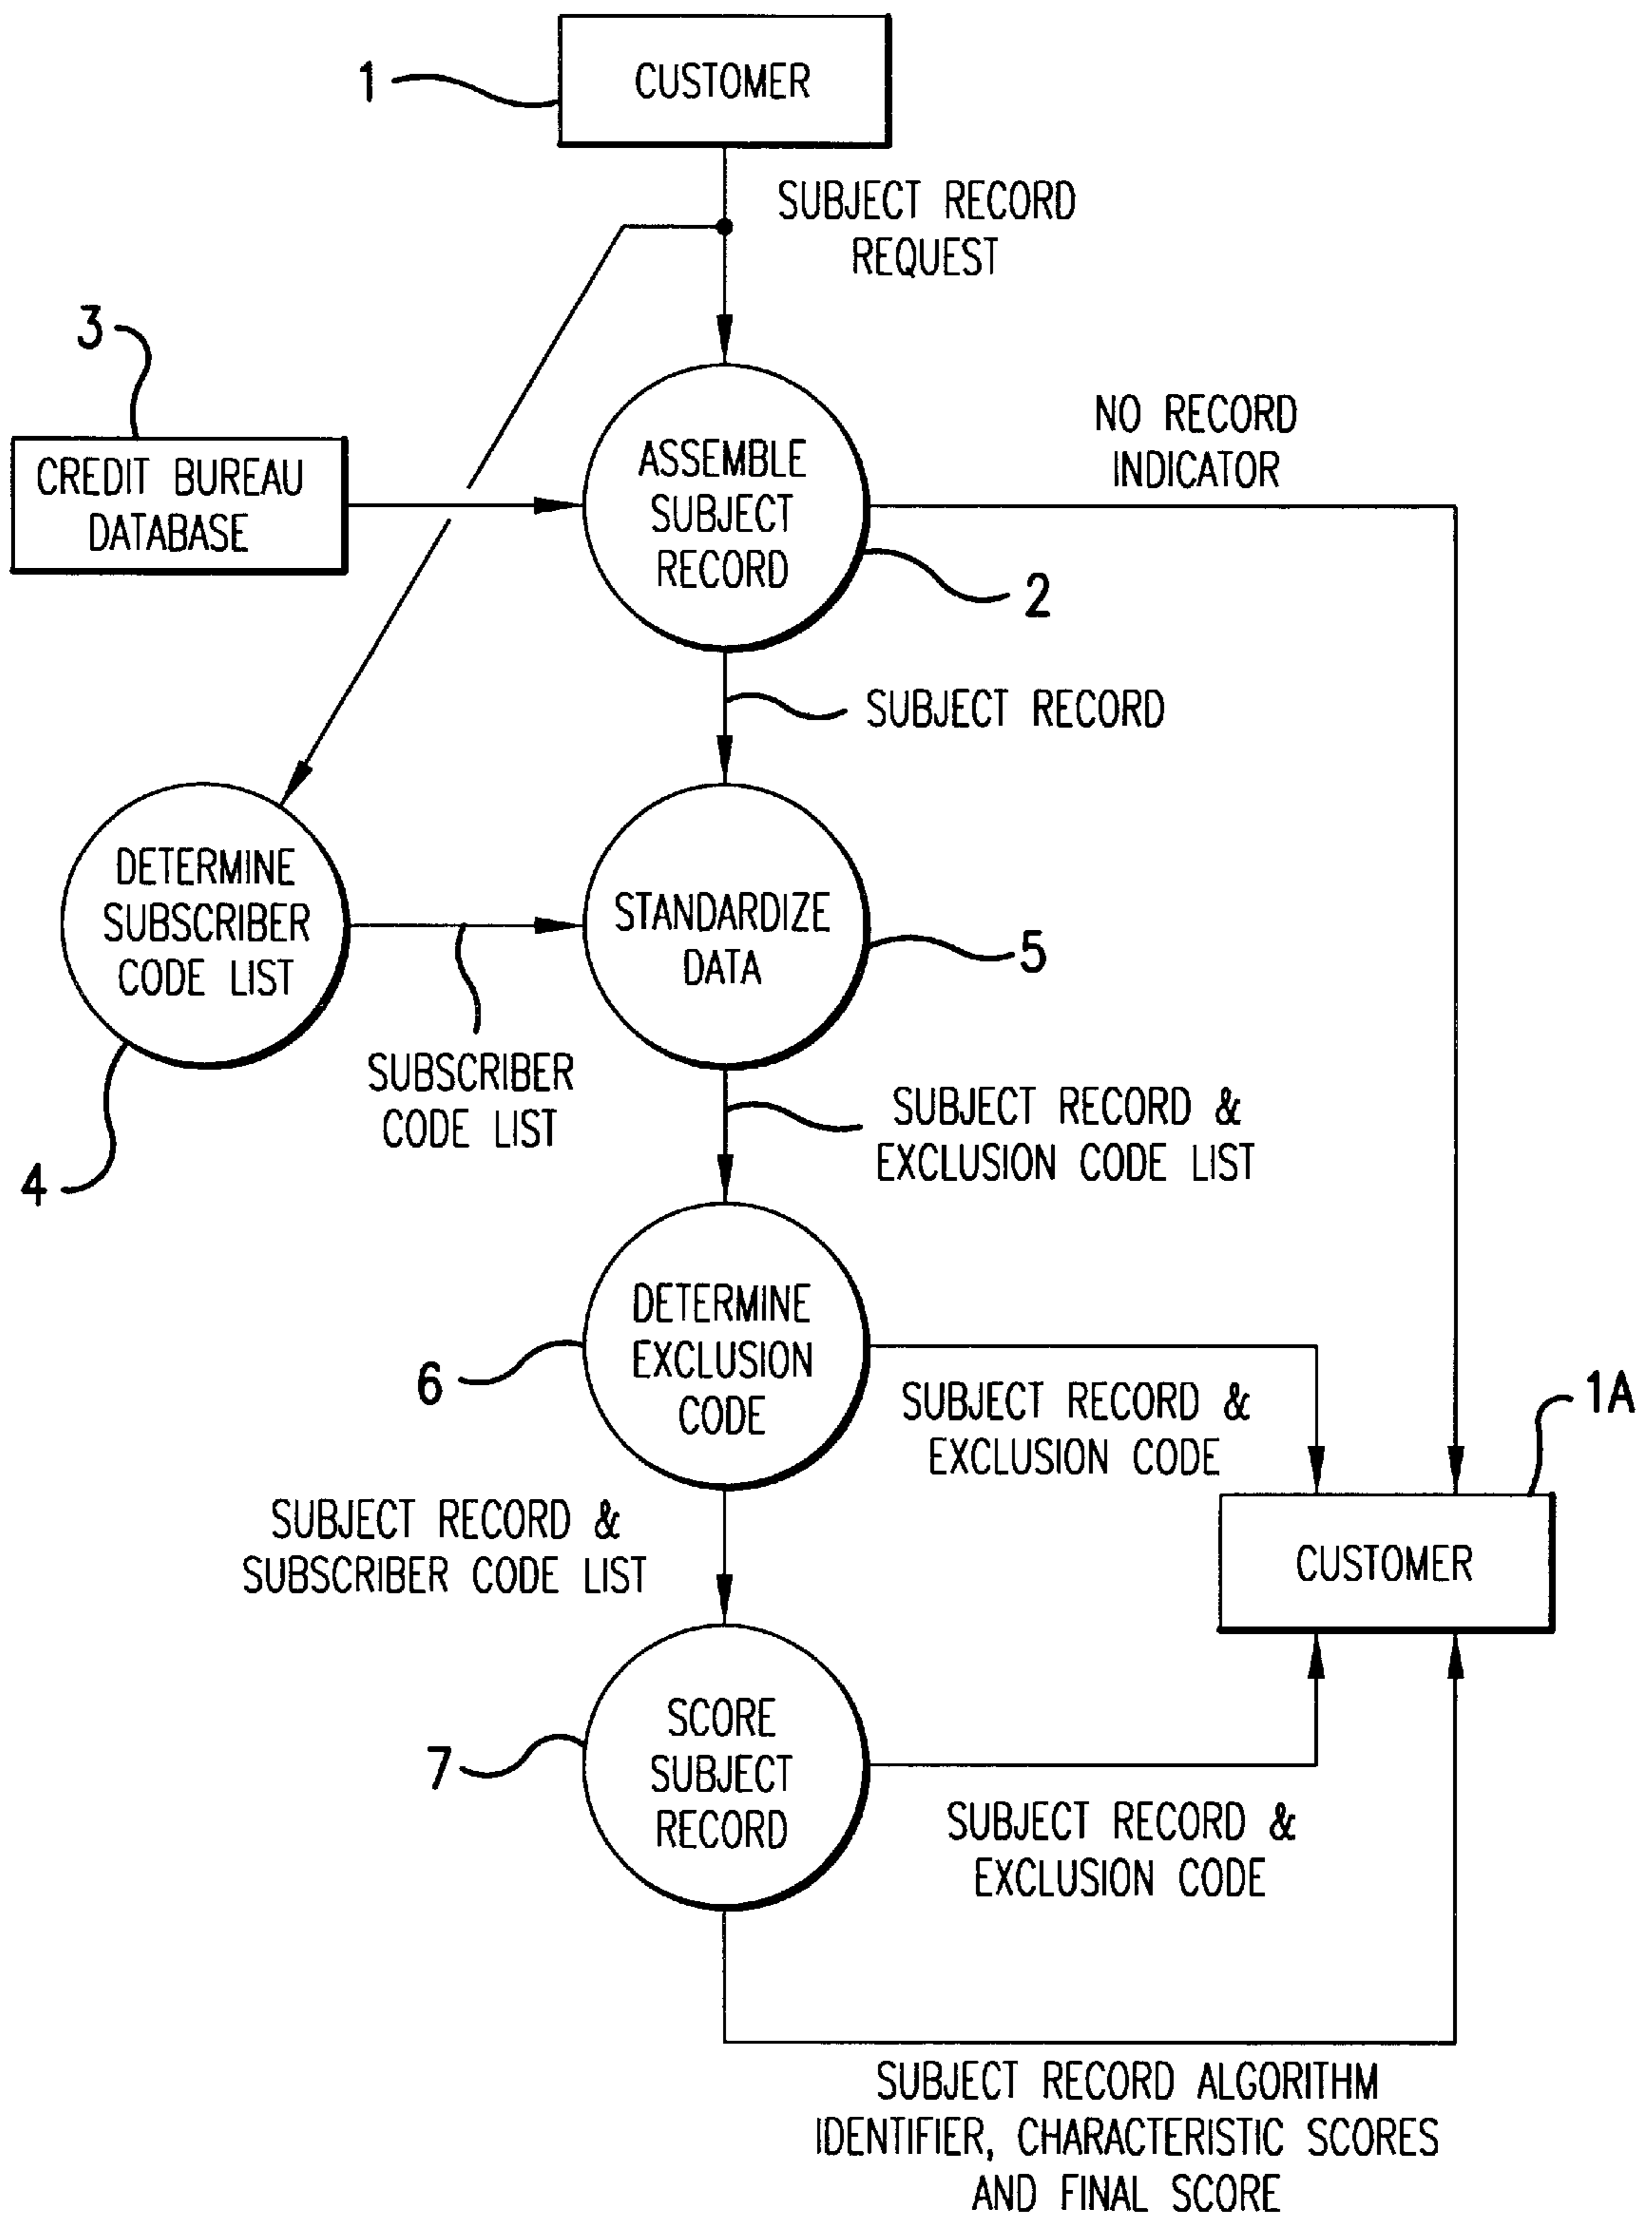 1
CUSTOMER
SUBJECT RECORD
REQUEST
3
CREDIT BUREAU
DATABASE
ASSEMBLE
SUBJECT
RECORD
NO RECORD
INDICATOR
2
SUBJECT RECORD
DETERMINE
SUBSCRIBER
CODE LIST
STANDARDIZE
DATA
5
SUBSCRIBER
CODE LIST
4
SUBJECT RECORD &
EXCLUSION CODE LIST
DETERMINE
EXCLUSION
CODE
6
SUBJECT RECORD &
EXCLUSION CODE
1A
CUSTOMER
SUBJECT RECORD &
SUBSCRIBER CODE LIST
SCORE
SUBJECT
RECORD
7
SUBJECT RECORD &
EXCLUSION CODE
SUBJECT RECORD ALGORITHM
IDENTIFIER, CHARACTERISTIC SCORES
AND FINAL SCORE